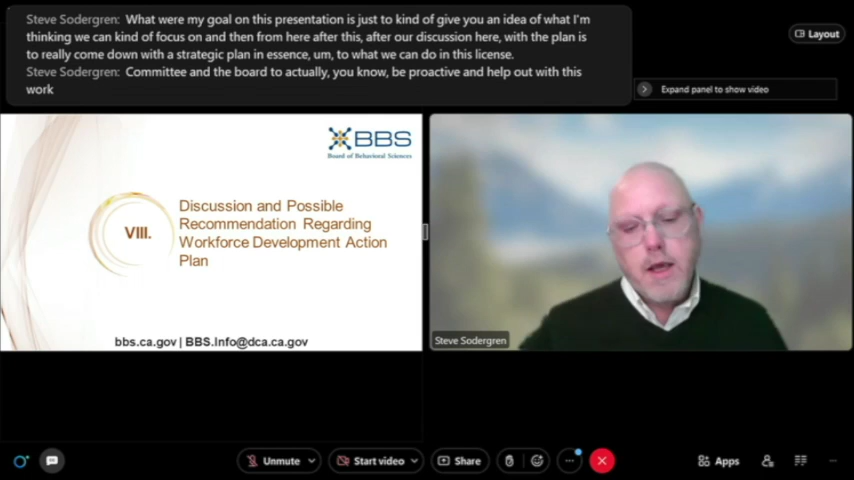 Steve Sodergren: What were my goal on this presentation is just to kind of give you an idea of what I'm
thinking we can kind of focus on and then from here after this, after our discussion here, with the plan is
to really come down with a strategic plan in essence, um, to what we can do in this license.
Steve Sodergren: Committee and the board to actually, you know, be proactive and help out with this
work
Layout
Expand panel to show video
BBS
Board of Behavioral Sciences
VIII.
Discussion and Possible
Recommendation Regarding
Workforce Development Action
Plan
bbs.ca.gov | BBS.Info@dca.ca.gov
Steve Sodergren
Unmute
Start video
Share
Apps